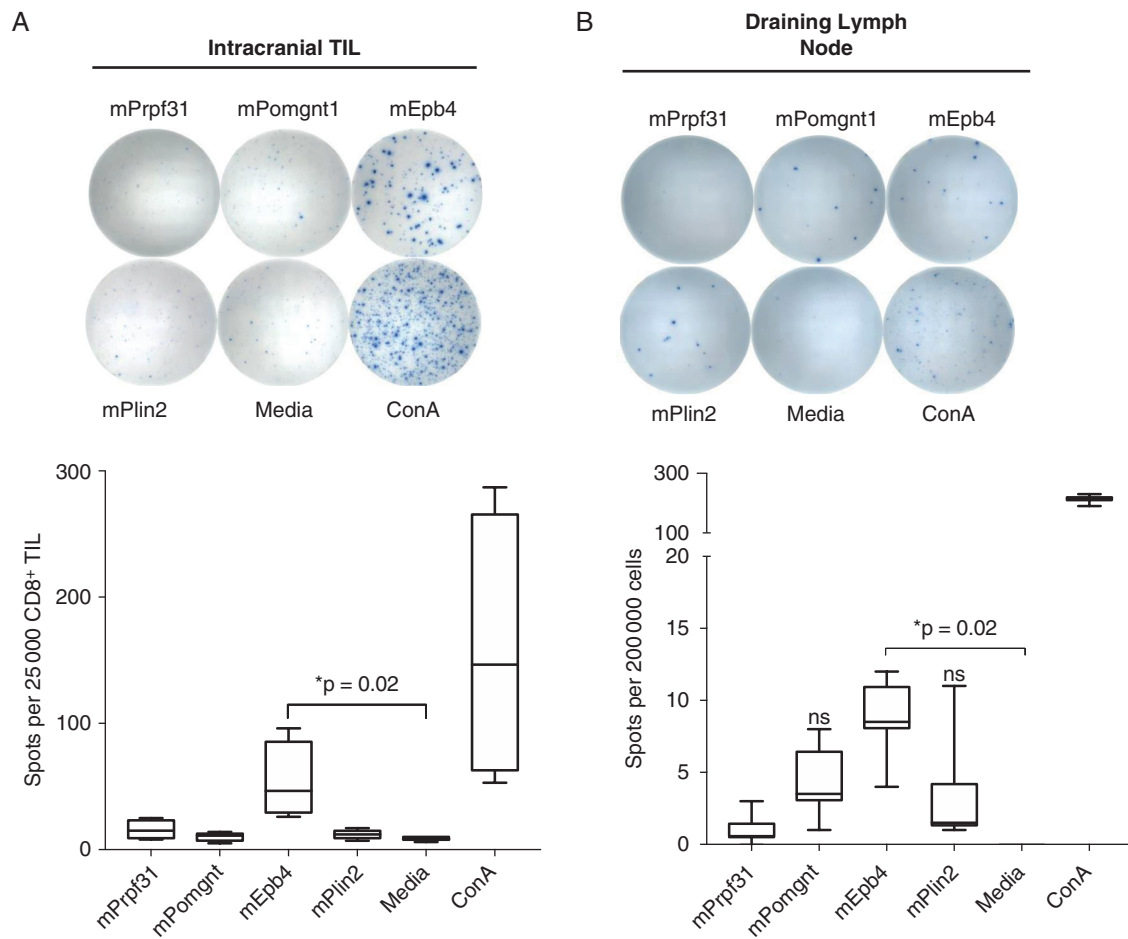 A
Intracranial TIL
mPrpf31 mPomgnt1 mEpb4
mPlin2 Media ConA
300
200
100
0
Spots per 25 000 CD8+ TIL
*p = 0.02
mPrpf31 mPomgnt mEpb4 mPlin2 Media ConA
B
Draining Lymph
Node
mPrpf31 mPomgnt1 mEpb4
mPlin2 Media ConA
300
100
20
15
10
5
0
Spots per 200 000 cells
*p = 0.02
ns
ns
mPrpf31 mPomgnt mEpb4 mPlin2 Media ConA